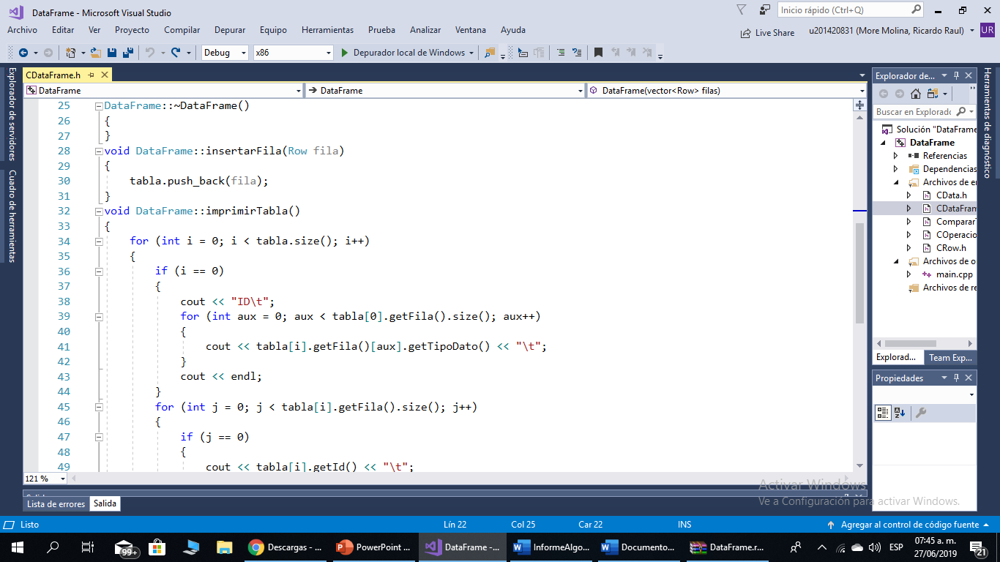 DataFrame - Microsoft Visual Studio
Inicio rápido (Ctrl+Q)
Archivo Editar Ver Proyecto Compilar Depurar Equipo Herramientas Prueba Analizar Ventana Ayuda
Live Share
u201420831 (More Molina, Ricardo Raul)
UR
Debug
x86
Depurador local de Windows
Explorador de servidores
Cuadro de herramientas
CDataFrame.h
DataFrame
DataFrame
DataFrame(vector<Row> filas)
25 DataFrame::~DataFrame()
26 {
27 }
28 void DataFrame::insertarFila(Row fila)
29 {
30 tabla.push_back(fila);
31 }
32 void DataFrame::imprimirTabla()
33 {
34 for (int i = 0; i < tabla.size(); i++)
35 {
36 if (i == 0)
37 {
38 cout << "ID\t";
39 for (int aux = 0; aux < tabla[0].getFila().size(); aux++)
40 {
41 cout << tabla[i].getFila()[aux].getTipoDato() << "\t";
42 }
43 cout << endl;
44 }
45 for (int j = 0; j < tabla[i].getFila().size(); j++)
46 {
47 if (j == 0)
48 {
49 cout << tabla[i].getId() << "\t";
121 %
Explorador de...
Buscar en Explorado
Solución "DataFrame
DataFrame
Referencias
Dependencias
Archivos de e
CData.h
CDataFram
Comparar
COperacio
CRow.h
Archivos de o
main.cpp
Archivos de re
Explorad...
Team Exp...
Propiedades
Herramientas de diagnóstico
Lista de errores
Salida
Activar Windows
Ve a Configuración para activar Windows.
Listo
Lín 22
Col 25
Car 22
INS
Agregar al control de código fuente
99+
Descargas - ...
PowerPoint ...
DataFrame -...
InformeAlgo...
Documento...
DataFrame.r...
ESP
07:45 a. m.
27/06/2019
21